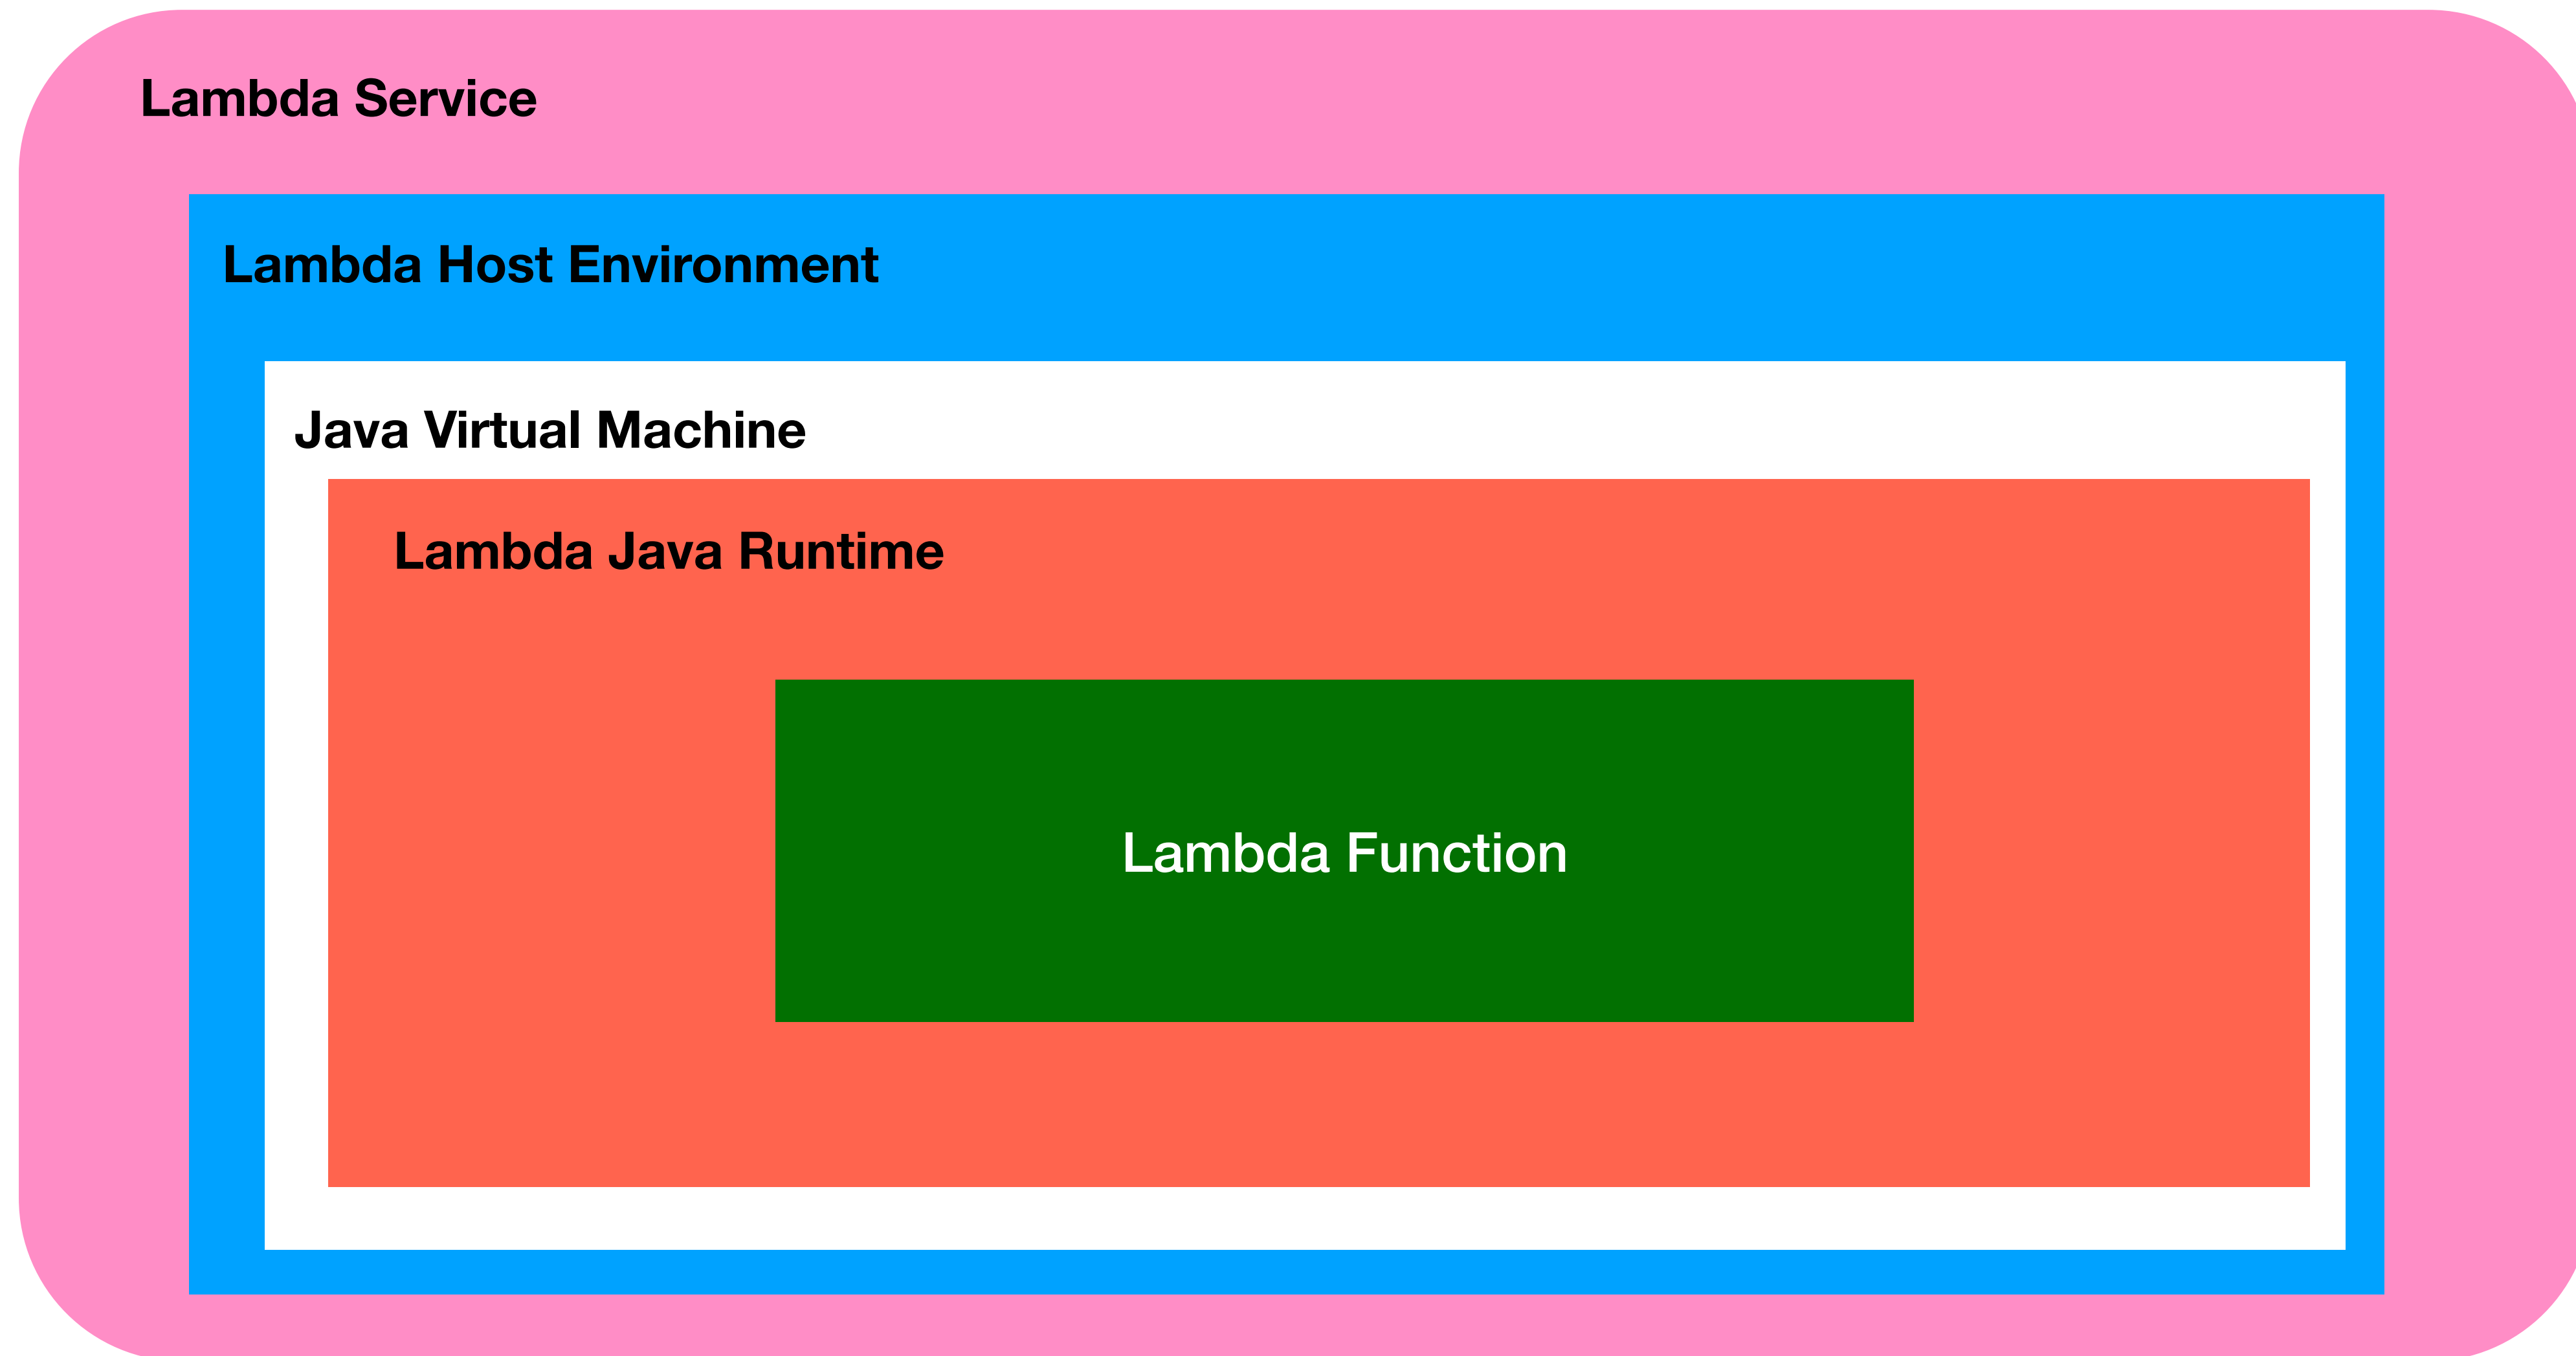 Lambda Service
Lambda Host Environment
Java Virtual Machine
Lambda Java Runtime
Lambda Function